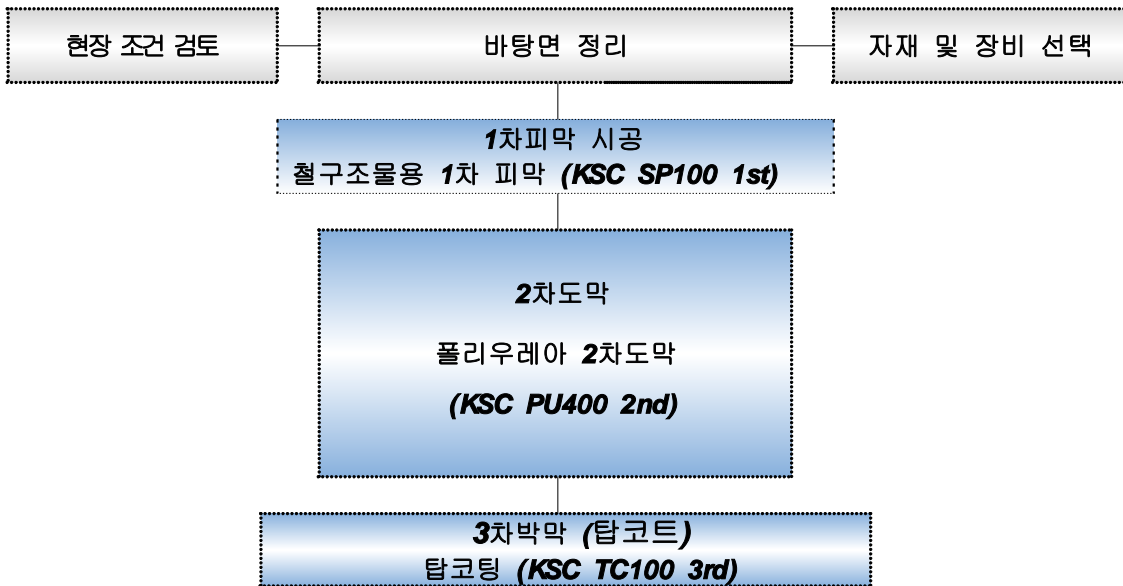 현장 조건 검토
바탕면 정리
자재 및 장비 선택
1차피막 시공
철구조물용 1차 피막 (KSC SP100 1st)
2차도막
폴리우레아 2차도막
(KSC PU400 2nd)
3차박막 (탑코트)
탑코팅 (KSC TC100 3rd)